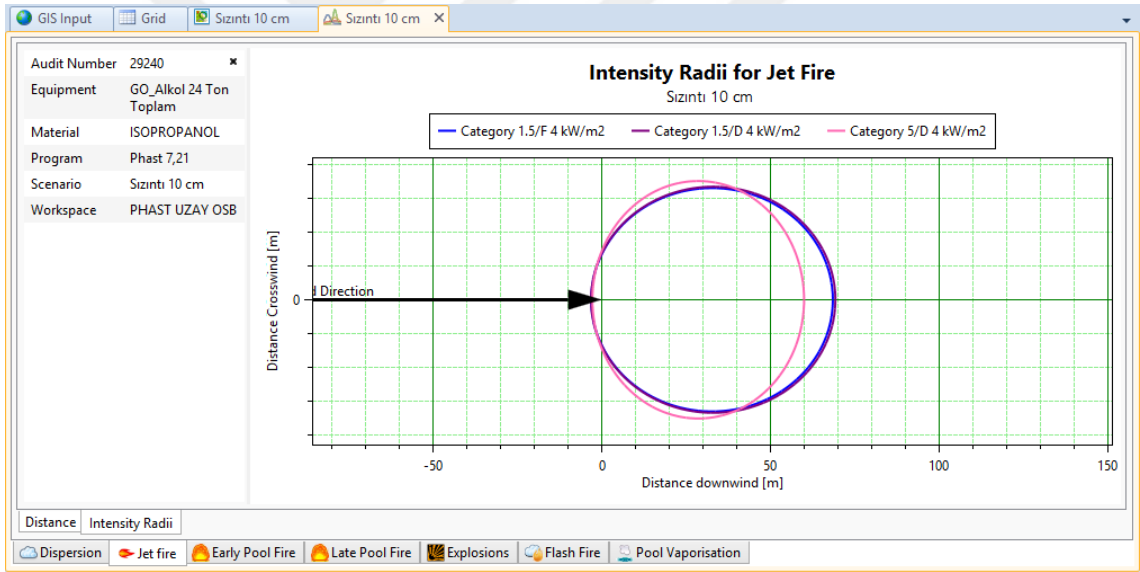 GIS Input Grid Sızıntı 10 cm Sızıntı 10 cm
Audit Number 29240
Equipment GO_Alkol 24 Ton
Toplam
Material ISOPROPANOL
Program Phast 7,21
Scenario Sızıntı 10 cm
Workspace PHAST UZAY OSB
Intensity Radii for Jet Fire
Sızıntı 10 cm
Category 1.5/F 4 kW/m2 Category 1.5/D 4 kW/m2 Category 5/D 4 kW/m2
Distance Crosswind [m]
0
d Direction
-50 0 50 100 150
Distance downwind [m]
Distance Intensity Radii
Dispersion Jet fire Early Pool Fire Late Pool Fire Explosions Flash Fire Pool Vaporisation